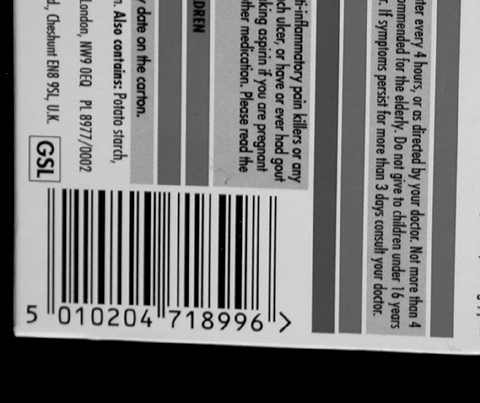 nter every 4 hours, or as directed by your doctor. Not more than 4
ommended for the elderly. Do not give to children under 16 years
r. If symptoms persist for more than 3 days consult your doctor.
ti-inflammatory pain killers or any
ch ulcer, or have or ever had gout
king aspirin if you are pregnant
ther medication. Please read the
DREN
y date on the carton.
n. Also contains: Potato starch,
London, NW9 0EQ PL 8977/0002
d., Cheshunt EN8 9SL, U.K.
GSL
5 010204 718996 >